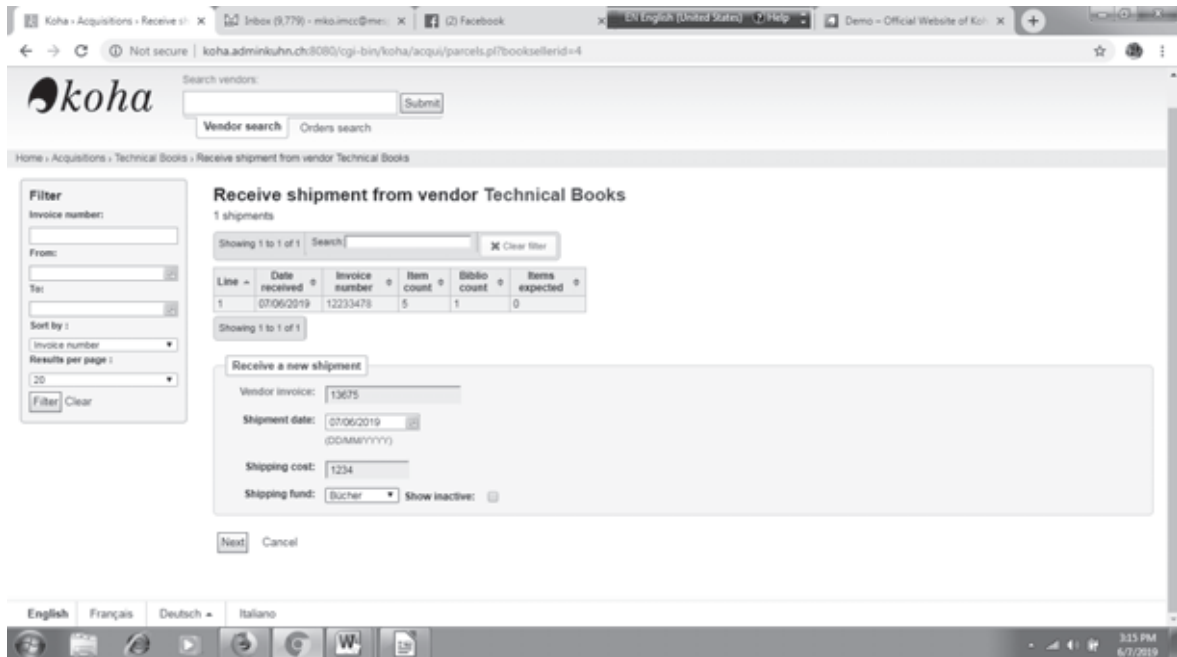 Koha › Acquisitions › Receive sh
Inbox (9,779) - mko.imcc@me
(2) Facebook
EN English (United States) Help
Demo – Official Website of Koh
Not secure | koha.adminkuhn.ch:8080/cgi-bin/koha/acqui/parcels.pl?booksellerid=4
koha
Search vendors:
Submit
Vendor search Orders search
Home › Acquisitions › Technical Books › Receive shipment from vendor Technical Books
Filter
Invoice number:
From:
To:
Sort by :
Invoice number
Results per page :
20
Filter Clear
Receive shipment from vendor Technical Books
1 shipments
Showing 1 to 1 of 1 Search: Clear filter
Line Date received Invoice number Item count Biblio count Items expected
1 07/06/2019 12233478 5 1 0
Showing 1 to 1 of 1
Receive a new shipment
Vendor invoice: 13675
Shipment date: 07/06/2019
(DD/MM/YYYY)
Shipping cost: 1234
Shipping fund: Bücher Show inactive:
Next Cancel
English Français Deutsch Italiano
3:15 PM
6/7/2019